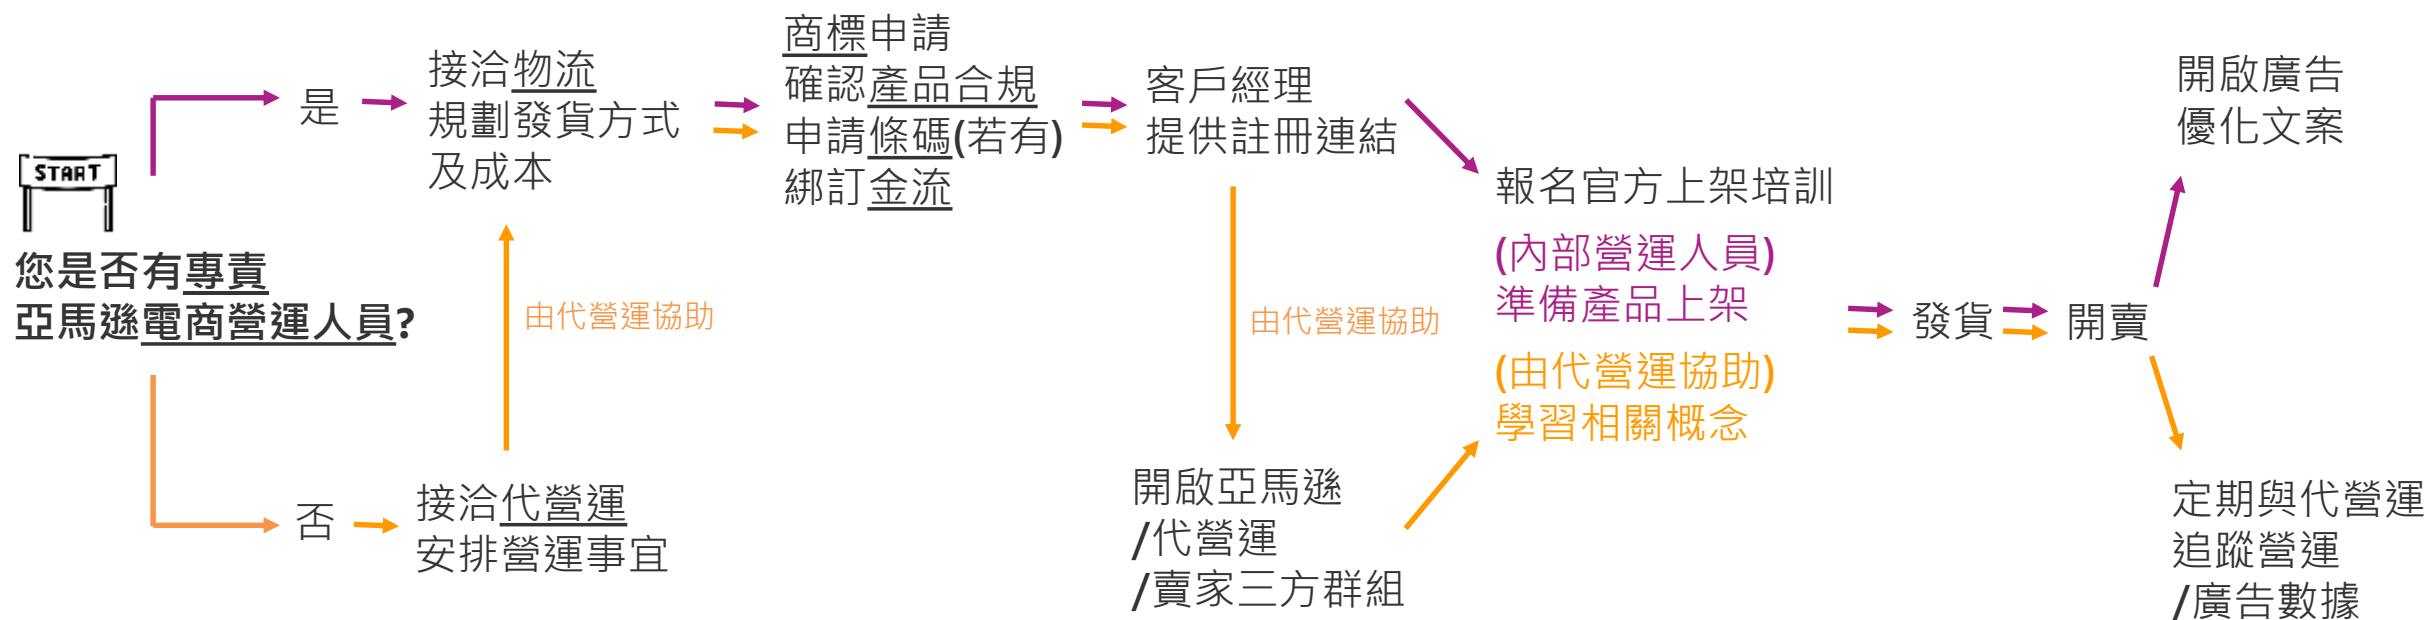 START
您是否有專責
亞馬遜電商營運人員?
是
否
接洽物流
規劃發貨方式
及成本
由代營運協助
接洽代營運
安排營運事宜
商標申請
確認產品合規
申請條碼(若有)
綁訂金流
客戶經理
提供註冊連結
由代營運協助
開啟亞馬遜
/代營運
/賣家三方群組
報名官方上架培訓
(內部營運人員)
準備產品上架
(由代營運協助)
學習相關概念
發貨
開賣
開啟廣告
優化文案
定期與代營運
追蹤營運
/廣告數據